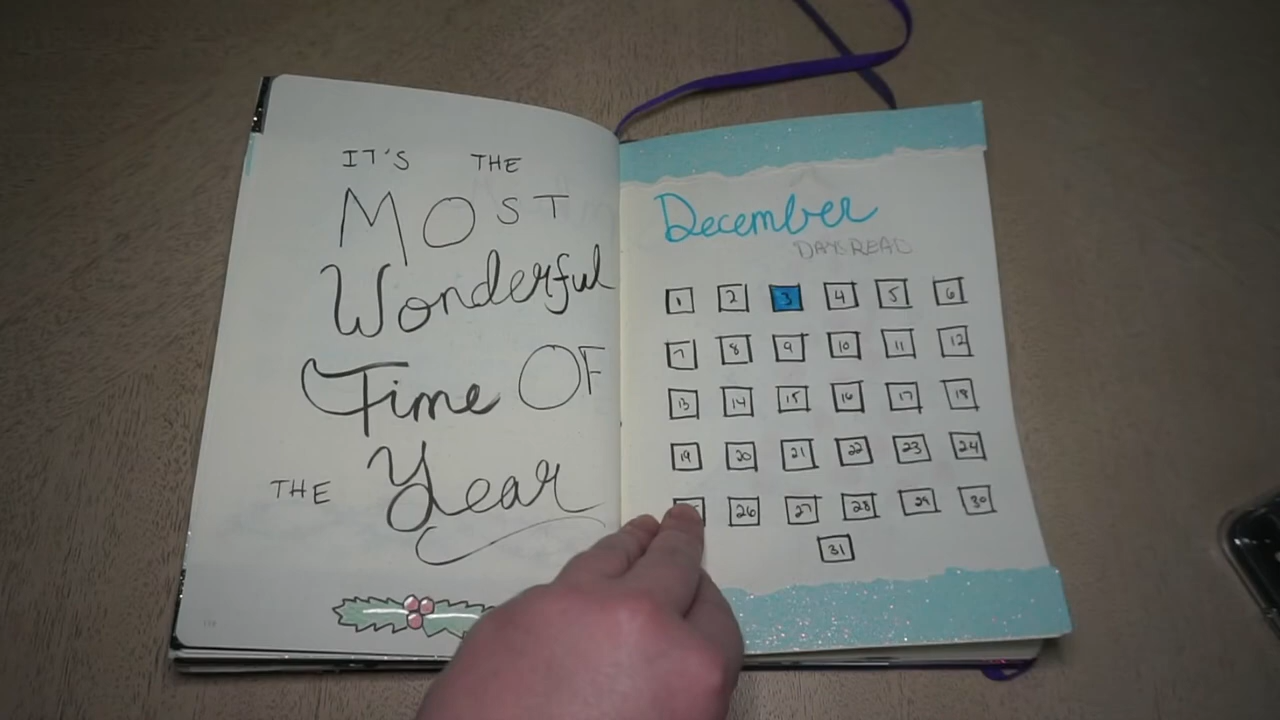 IT'S THE
MOST
Wonderful
Time OF
THE Year
December
DAYS READ
1 2 3 4 5 6
7 8 9 10 11 12
13 14 15 16 17 18
19 20 21 22 23 24
26 27 28 29 30
31